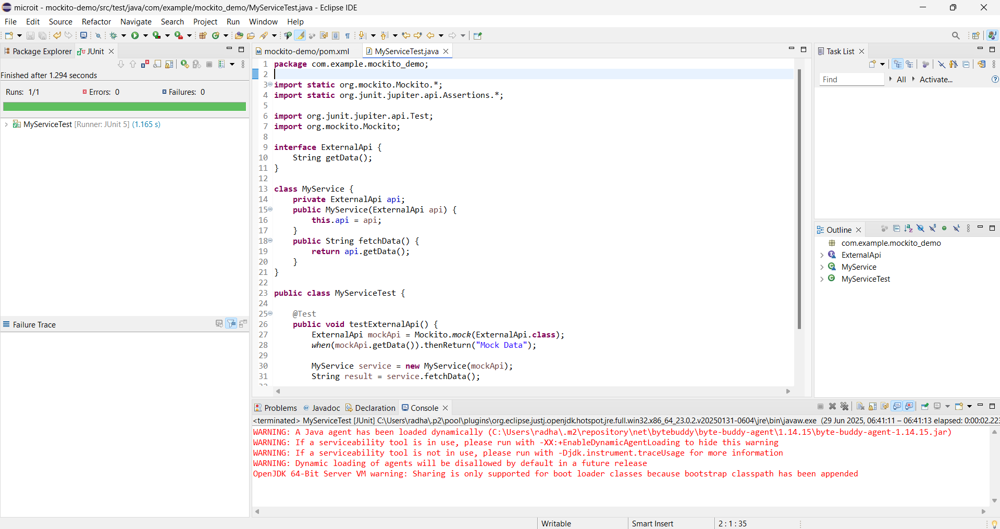 microit - mockito-demo/src/test/java/com/example/mockito_demo/MyServiceTest.java - Eclipse IDE
File Edit Source Refactor Navigate Search Project Run Window Help
Package Explorer JUnit
Finished after 1.294 seconds
Runs: 1/1 Errors: 0 Failures: 0
MyServiceTest [Runner: JUnit 5] (1.165 s)
Failure Trace
mockito-demo/pom.xml MyServiceTest.java
1 package com.example.mockito_demo;
2
3 import static org.mockito.Mockito.*;
4 import static org.junit.jupiter.api.Assertions.*;
5
6 import org.junit.jupiter.api.Test;
7 import org.mockito.Mockito;
8
9 interface ExternalApi {
10 String getData();
11 }
12
13 class MyService {
14 private ExternalApi api;
15 public MyService(ExternalApi api) {
16 this.api = api;
17 }
18 public String fetchData() {
19 return api.getData();
20 }
21 }
22
23 public class MyServiceTest {
24
25 @Test
26 public void testExternalApi() {
27 ExternalApi mockApi = Mockito.mock(ExternalApi.class);
28 when(mockApi.getData()).thenReturn("Mock Data");
29
30 MyService service = new MyService(mockApi);
31 String result = service.fetchData();
Task List
Find All Activate...
Outline
com.example.mockito_demo
ExternalApi
MyService
MyServiceTest
Problems @ Javadoc Declaration Console
<terminated> MyServiceTest [JUnit] C:\Users\radha\.p2\pool\plugins\org.eclipse.justj.openjdk.hotspot.jre.full.win32.x86_64_23.0.2.v20250131-0604\jre\bin\javaw.exe (29 Jun 2025, 06:41:11 – 06:41:13 elapsed: 0:00:02.223
WARNING: A Java agent has been loaded dynamically (C:\Users\radha\.m2\repository\net\bytebuddy\byte-buddy-agent\1.14.15\byte-buddy-agent-1.14.15.jar)
WARNING: If a serviceability tool is in use, please run with -XX:+EnableDynamicAgentLoading to hide this warning
WARNING: If a serviceability tool is not in use, please run with -Djdk.instrument.traceUsage for more information
WARNING: Dynamic loading of agents will be disallowed by default in a future release
OpenJDK 64-Bit Server VM warning: Sharing is only supported for boot loader classes because bootstrap classpath has been appended
Writable Smart Insert 2 : 1 : 35